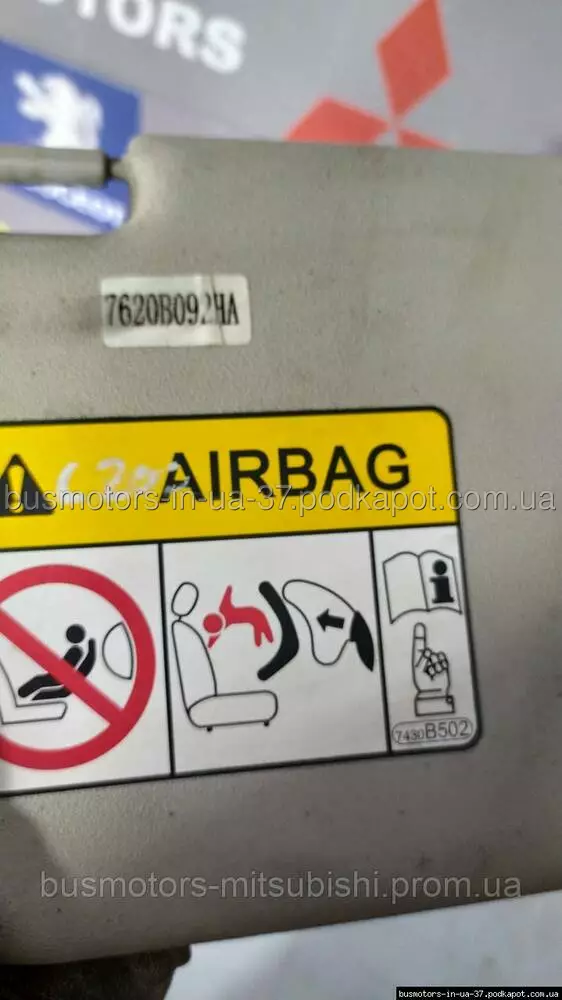 TORS
7620B092HA
L200 AIRBAG
busmotors-in-ua-37.podkapot.com.ua
7430B502
busmotors-mitsubishi.prom.ua
busmotors-in-ua-37.podkapot.com.ua